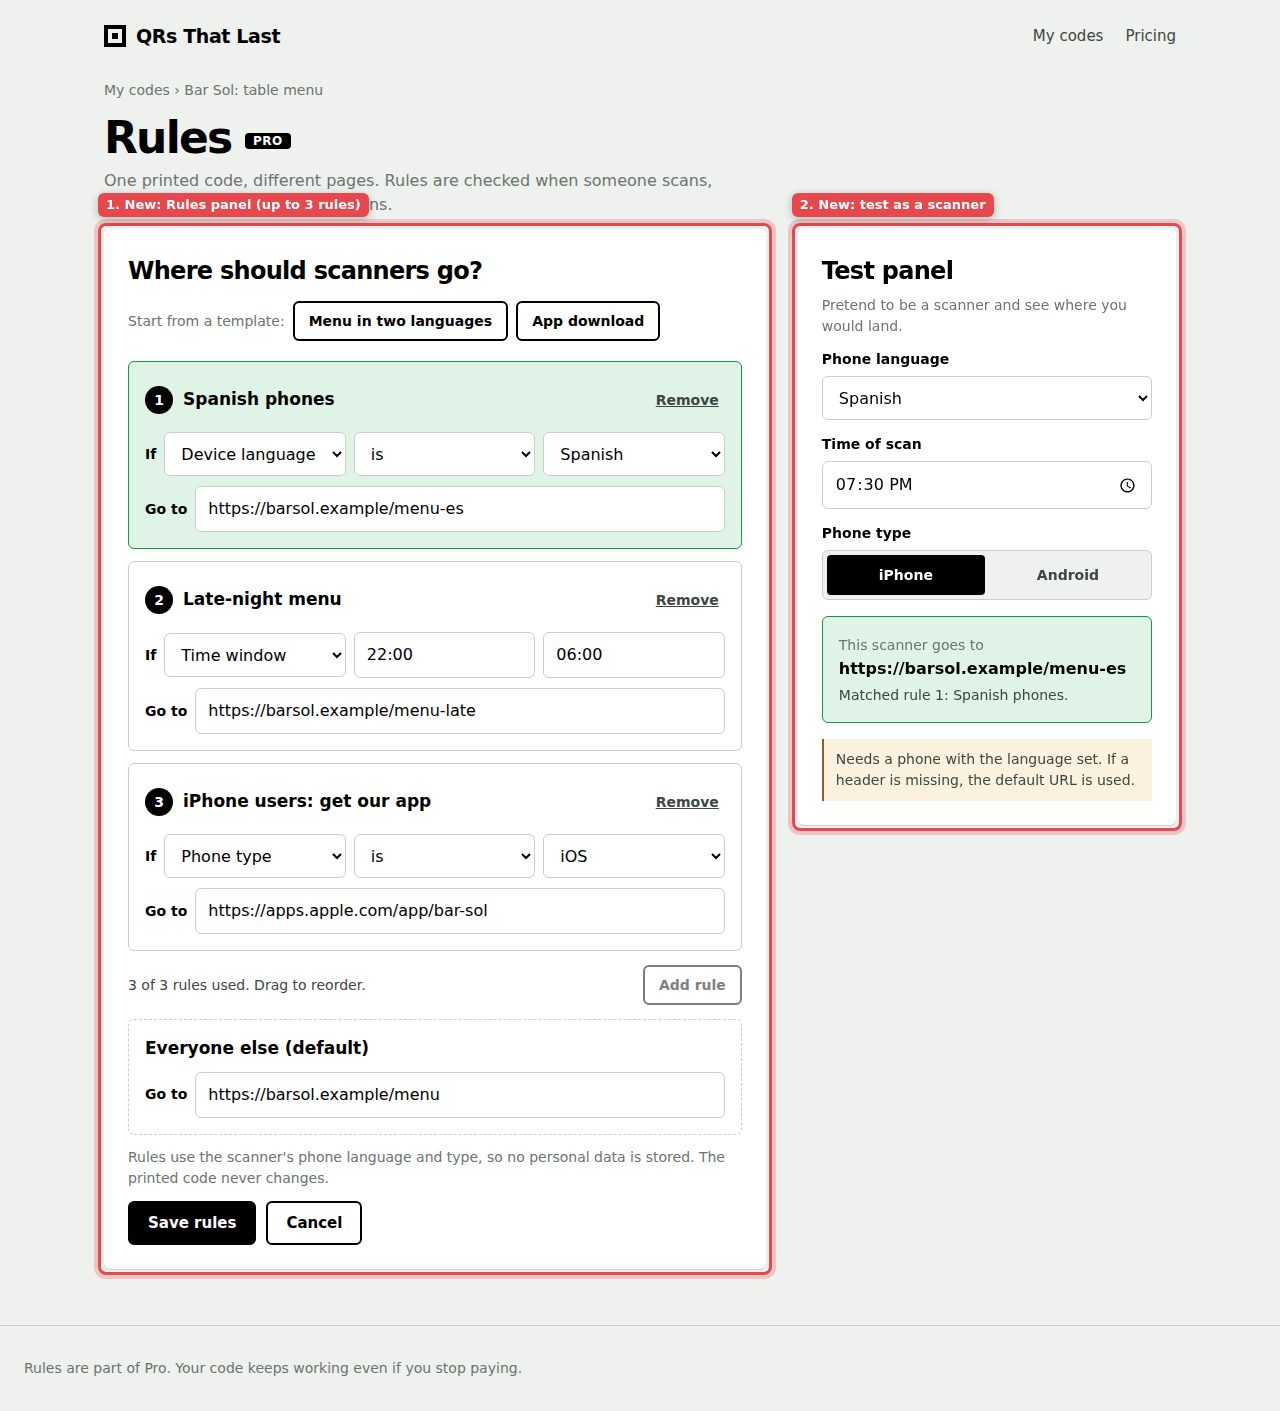 QRs That Last
My codes
Pricing
My codes › Bar Sol: table menu
Rules PRO
One printed code, different pages. Rules are checked when someone scans,
ns.
1. New: Rules panel (up to 3 rules)
Where should scanners go?
Start from a template: Menu in two languages App download
1 Spanish phones Remove
If Device language is Spanish
Go to https://barsol.example/menu-es
2 Late-night menu Remove
If Time window 22:00 06:00
Go to https://barsol.example/menu-late
3 iPhone users: get our app Remove
If Phone type is iOS
Go to https://apps.apple.com/app/bar-sol
3 of 3 rules used. Drag to reorder. Add rule
Everyone else (default)
Go to https://barsol.example/menu
Rules use the scanner's phone language and type, so no personal data is stored. The
printed code never changes.
Save rules Cancel
2. New: test as a scanner
Test panel
Pretend to be a scanner and see where you
would land.
Phone language
Spanish
Time of scan
07:30 PM
Phone type
iPhone Android
This scanner goes to
https://barsol.example/menu-es
Matched rule 1: Spanish phones.
Needs a phone with the language set. If a
header is missing, the default URL is used.
Rules are part of Pro. Your code keeps working even if you stop paying.